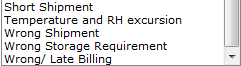 Short Shipment
Temperature and RH excursion
Wrong Shipment
Wrong Storage Requirement
Wrong/ Late Billing